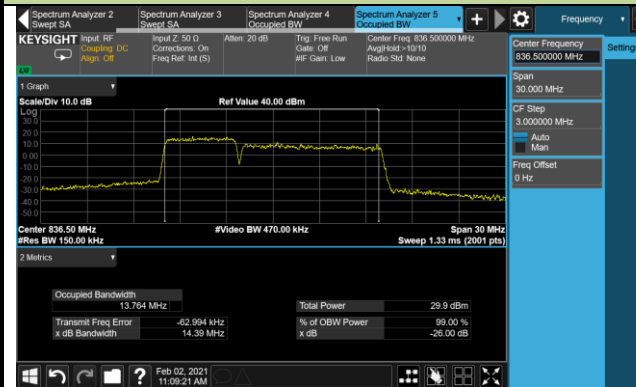 Spectrum Analyzer 2
Swept SA
Spectrum Analyzer 3
Swept SA
Spectrum Analyzer 4
Occupied BW
Spectrum Analyzer 5
Occupied BW
Frequency
KEYSIGHT
Input: RF
Coupling: DC
Align: Off
Input Z: 50 Ω
Corrections: On
Freq Ref: Int (S)
Atten: 20 dB
Trig: Free Run
Gate: Off
#IF Gain: Low
Center Freq: 836.500000 MHz
Avg|Hold:>10/10
Radio Std: None
Center Frequency
836.500000 MHz
Settings
Span
30.000 MHz
CF Step
3.000000 MHz
Auto
Man
Freq Offset
0 Hz
1 Graph
Scale/Div 10.0 dB
Ref Value 40.00 dBm
Log
30.0
20.0
10.0
0.00
-10.0
-20.0
-30.0
-40.0
-50.0
Center 836.50 MHz
#Video BW 470.00 kHz
Span 30 MHz
#Res BW 150.00 kHz
Sweep 1.33 ms (2001 pts)
2 Metrics
Occupied Bandwidth
13.764 MHz
Total Power
29.9 dBm
Transmit Freq Error
-62.994 kHz
% of OBW Power
99.00 %
x dB Bandwidth
14.39 MHz
x dB
-26.00 dB
?
Feb 02, 2021
11:09:21 AM